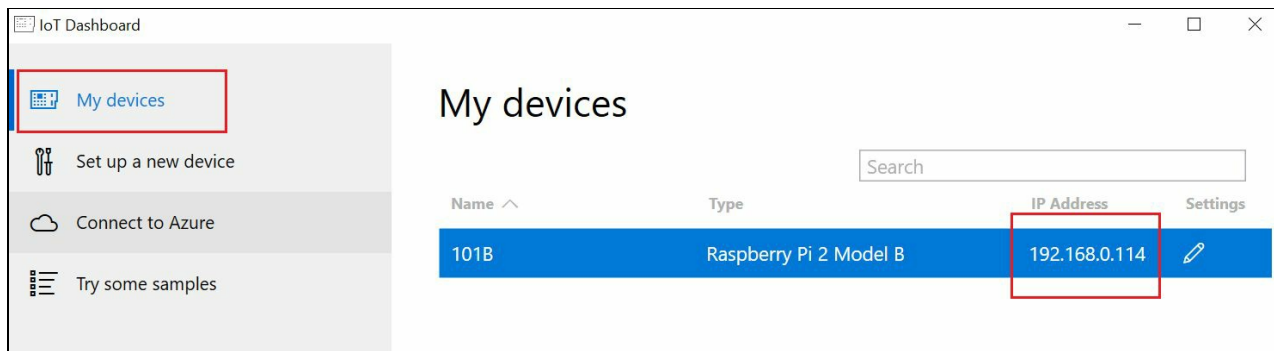 IoT Dashboard
My devices
Set up a new device
Connect to Azure
Try some samples
My devices
Search
Name Type IP Address Settings
101B Raspberry Pi 2 Model B 192.168.0.114